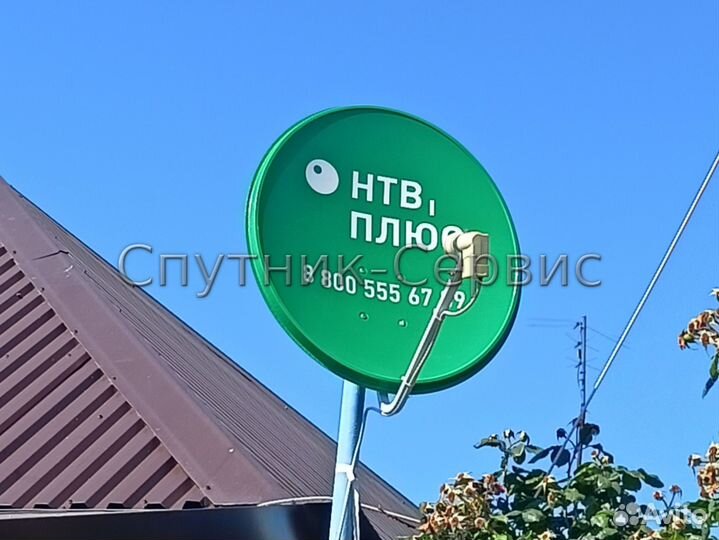 НТВ
ПЛЮС
Спутник-Сервис
8 800 555 67
Avito